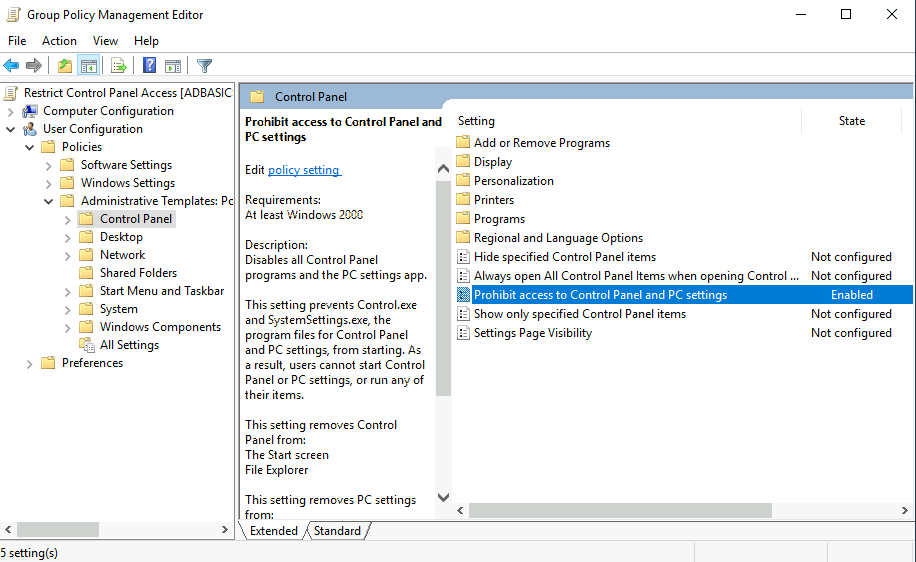 Group Policy Management Editor
File Action View Help
Restrict Control Panel Access [ADBASIC
Computer Configuration
User Configuration
Policies
Software Settings
Windows Settings
Administrative Templates: Po
Control Panel
Desktop
Network
Shared Folders
Start Menu and Taskbar
System
Windows Components
All Settings
Preferences
Control Panel
Prohibit access to Control Panel and
PC settings
Edit policy setting
Requirements:
At least Windows 2000
Description:
Disables all Control Panel
programs and the PC settings app.
This setting prevents Control.exe
and SystemSettings.exe, the
program files for Control Panel
and PC settings, from starting. As
a result, users cannot start Control
Panel or PC settings, or run any of
their items.
This setting removes Control
Panel from:
The Start screen
File Explorer
This setting removes PC settings
from:
Setting State
Add or Remove Programs
Display
Personalization
Printers
Programs
Regional and Language Options
Hide specified Control Panel items Not configured
Always open All Control Panel Items when opening Control ... Not configured
Prohibit access to Control Panel and PC settings Enabled
Show only specified Control Panel items Not configured
Settings Page Visibility Not configured
Extended Standard
5 setting(s)